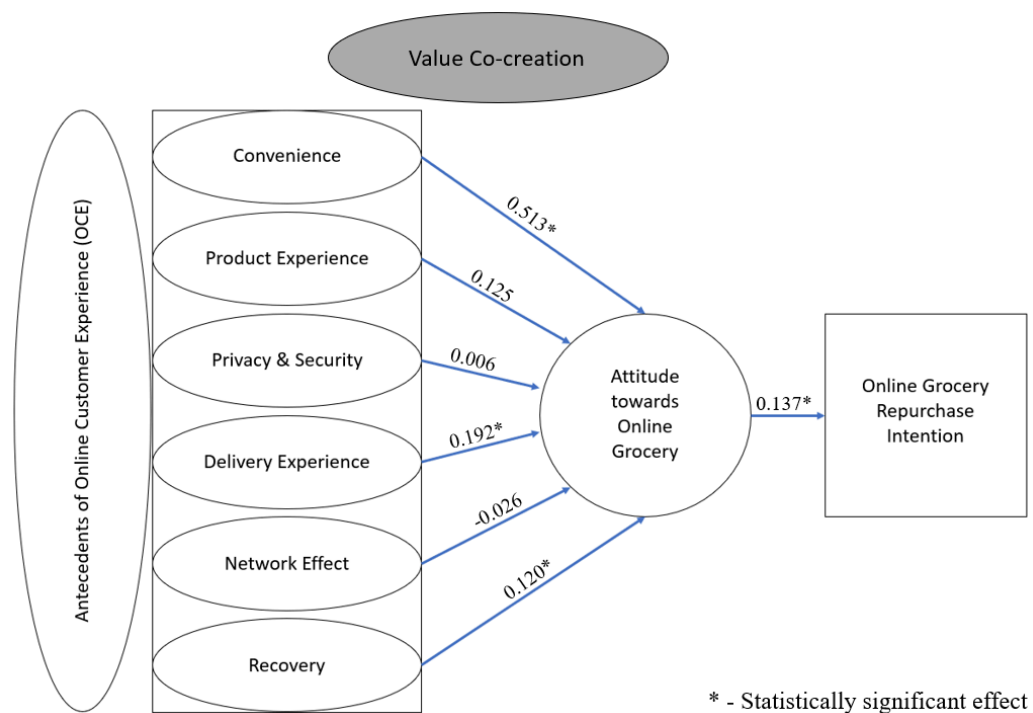 Value Co-creation
Antecedents of Online Customer Experience (OCE)
Convenience
0.513*
Product Experience
0.125
Privacy & Security
0.006
Delivery Experience
0.192*
Network Effect
-0.026
Recovery
0.120*
Attitude
towards
Online
Grocery
0.137*
Online Grocery
Repurchase
Intention
* - Statistically significant effect